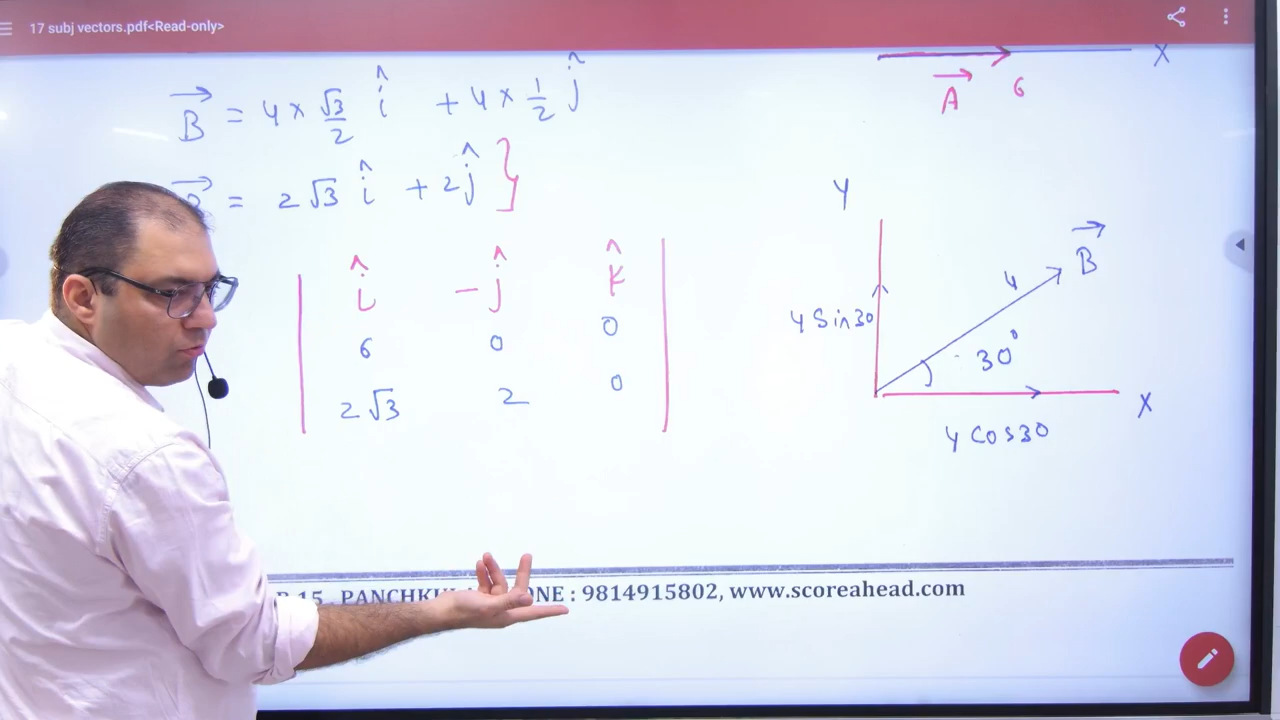 17 subj vectors.pdf<Read-only>
X
A⃗ 6
B⃗ = 4 × √3/2 î + 4 × 1/2 ĵ
= 2√3 î + 2ĵ }
Y
B⃗
4
î -ĵ k̂
4 Sin30
6 0 0
30°
2√3 2 0
X
4 Cos30
15, ONE : 9814915802, www.scoreahead.com